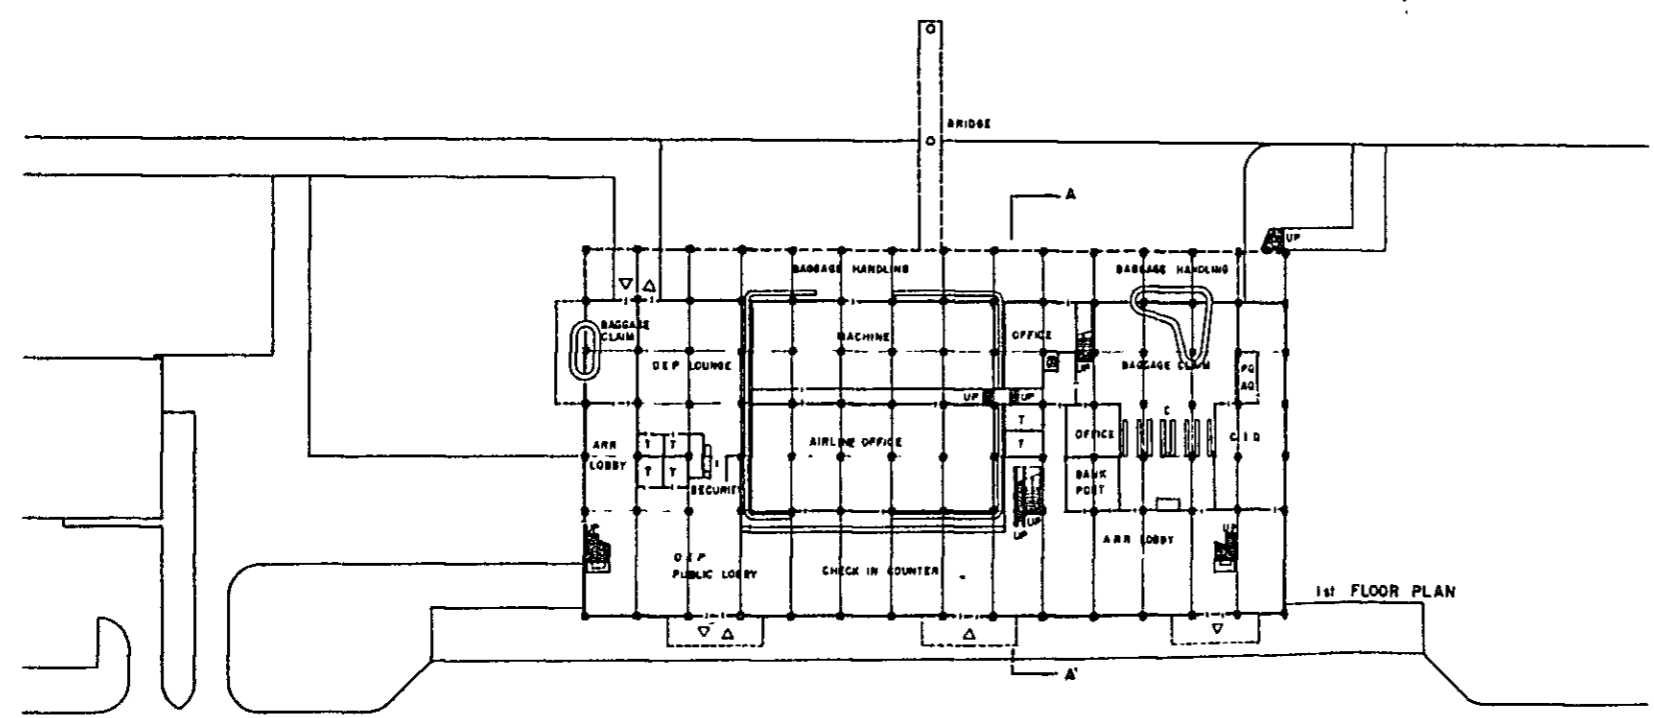 BRIDGE
A
UP
BAGGAGE HANDLING
BAGGAGE HANDLING
BAGGAGE
CLAIM
MACHINE
OFFICE
DEP LOUNGE
UP
BAGGAGE CLAIM
UP
UP
T
C
ARR
LOBBY
T
T
AIRLINE OFFICE
T
OFFICE
C I Q
T
T
SECURITY
BANK
POST
UP
UP
UP
UP
ARR LOBBY
DEP
PUBLIC LOBBY
CHECK IN COUNTER
1st FLOOR PLAN
A'